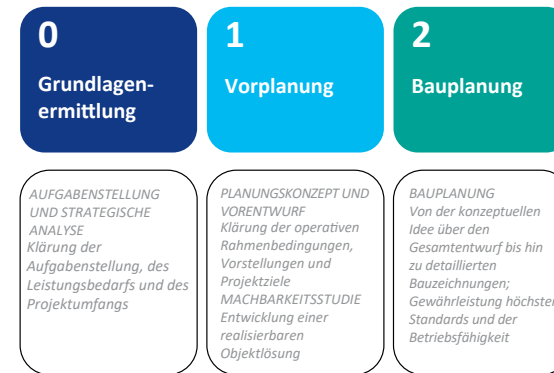 0
Grundlagen-
ermittlung
1
Vorplanung
2
Bauplanung
AUFGABENSTELLUNG
UND STRATEGISCHE
ANALYSE
Klärung der
Aufgabenstellung, des
Leistungsbedarfs und des
Projektumfangs
PLANUNGSKONZEPT UND
VORENTWURF
Klärung der operativen
Rahmenbedingungen,
Vorstellungen und
Projektziele
MACHBARKEITSSTUDIE
Entwicklung einer
realisierbaren
Objektlösung
BAUPLANUNG
Von der konzeptuellen
Idee über den
Gesamtentwurf bis hin
zu detaillierten
Bauzeichnungen;
Gewährleistung höchster
Standards und der
Betriebsfähigkeit